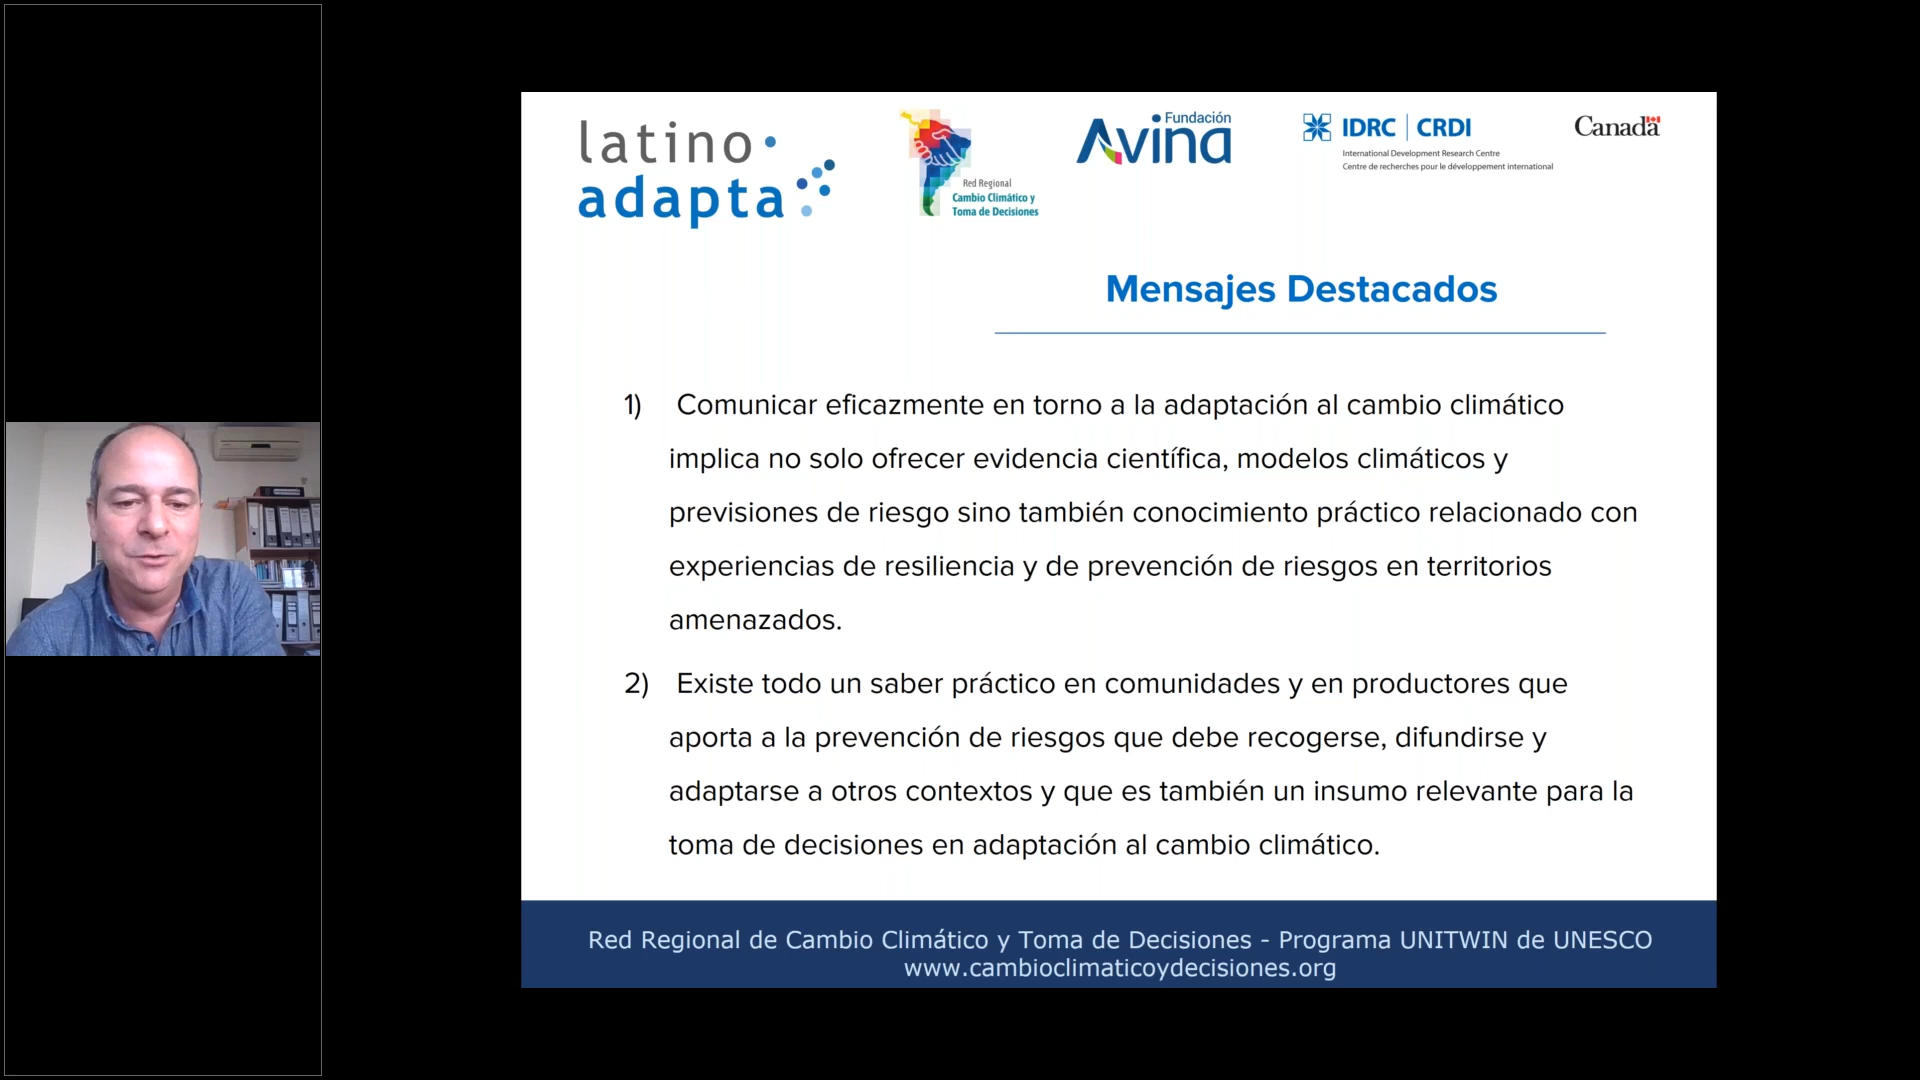 latino
adapta
Red Regional
Cambio Climático y
Toma de Decisiones
Fundación
Avina
IDRC | CRDI
International Development Research Centre
Centre de recherches pour le développement international
Canada
Mensajes Destacados
1) Comunicar eficazmente en torno a la adaptación al cambio climático
implica no solo ofrecer evidencia científica, modelos climáticos y
previsiones de riesgo sino también conocimiento práctico relacionado con
experiencias de resiliencia y de prevención de riesgos en territorios
amenazados.
2) Existe todo un saber práctico en comunidades y en productores que
aporta a la prevención de riesgos que debe recogerse, difundirse y
adaptarse a otros contextos y que es también un insumo relevante para la
toma de decisiones en adaptación al cambio climático.
Red Regional de Cambio Climático y Toma de Decisiones - Programa UNITWIN de UNESCO
www.cambioclimaticoydecisiones.org